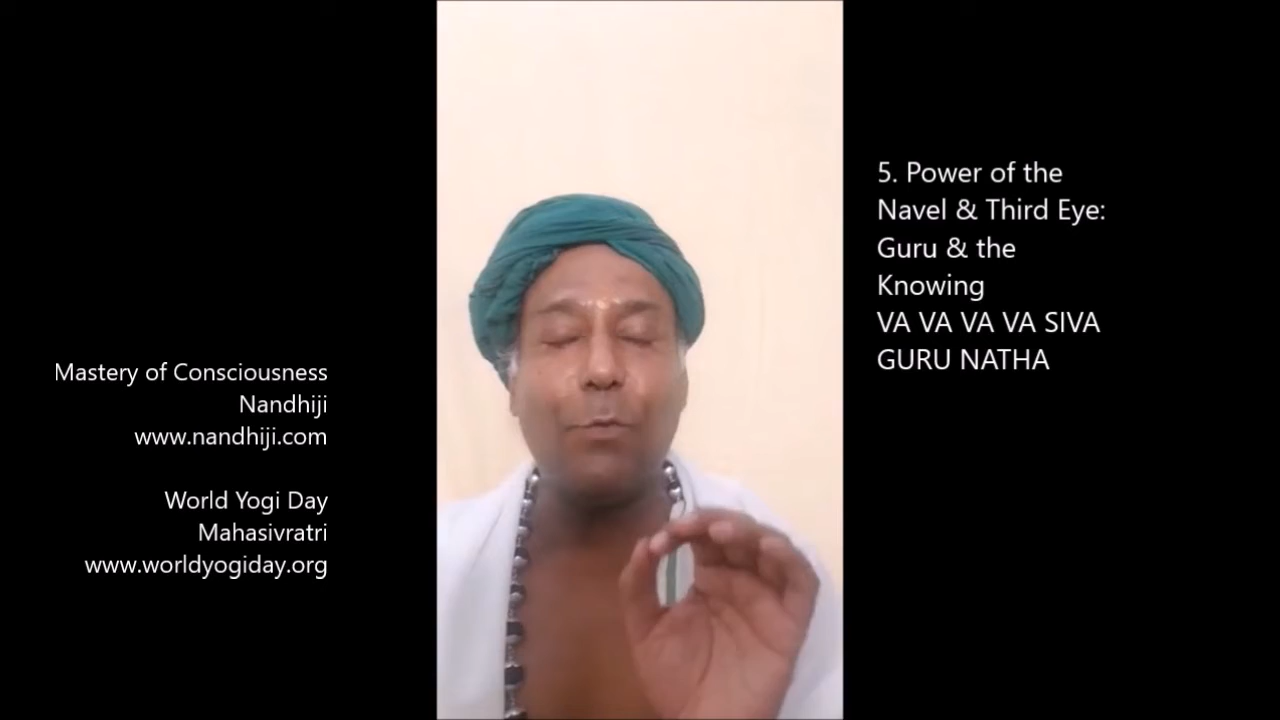 Mastery of Consciousness
Nandhiji
www.nandhiji.com
World Yogi Day
Mahasivratri
www.worldyogiday.org
5. Power of the
Navel & Third Eye:
Guru & the
Knowing
VA VA VA VA SIVA
GURU NATHA